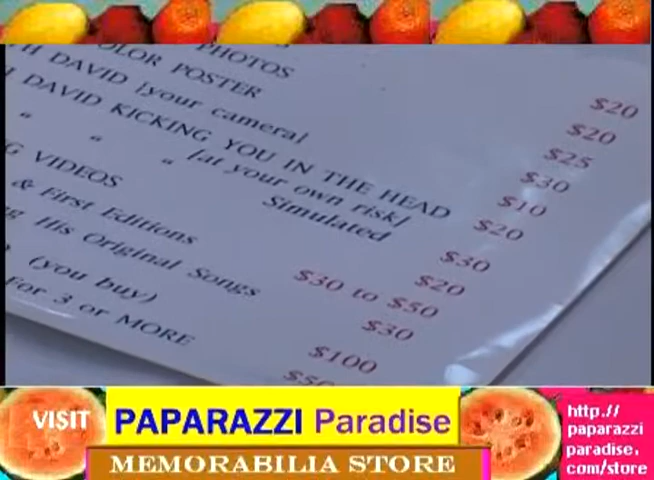 PHOTOS
OLOR POSTER $20
H DAVID [your camera] $20
DAVID KICKING YOU IN THE HEAD $25
" " " [at your own risk] $30
Simulated $10
G VIDEOS $20
& First Editions $30
g His Original Songs $20
(you buy) $30 to $50
For 3 or MORE $30
$100
$50
VISIT PAPARAZZI Paradise
MEMORABILIA STORE
http://
paparazzi
paradise.
com/store